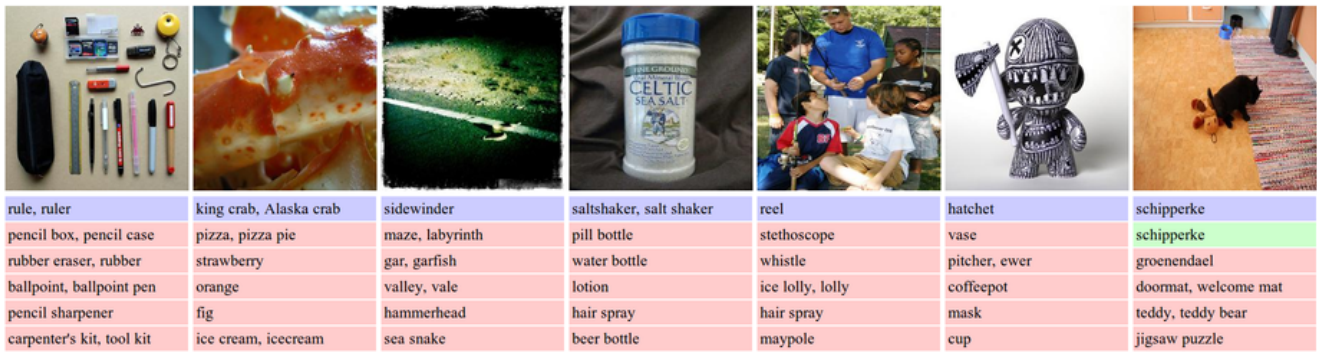 FINE GROUND
CELTIC
SEA SALT
rule, ruler
king crab, Alaska crab
sidewinder
saltshaker, salt shaker
reel
hatchet
schipperke
pencil box, pencil case
pizza, pizza pie
maze, labyrinth
pill bottle
stethoscope
vase
schipperke
rubber eraser, rubber
strawberry
gar, garfish
water bottle
whistle
pitcher, ewer
groenendael
ballpoint, ballpoint pen
orange
valley, vale
lotion
ice lolly, lolly
coffeepot
doormat, welcome mat
pencil sharpener
fig
hammerhead
hair spray
hair spray
mask
teddy, teddy bear
carpenter's kit, tool kit
ice cream, icecream
sea snake
beer bottle
maypole
cup
jigsaw puzzle